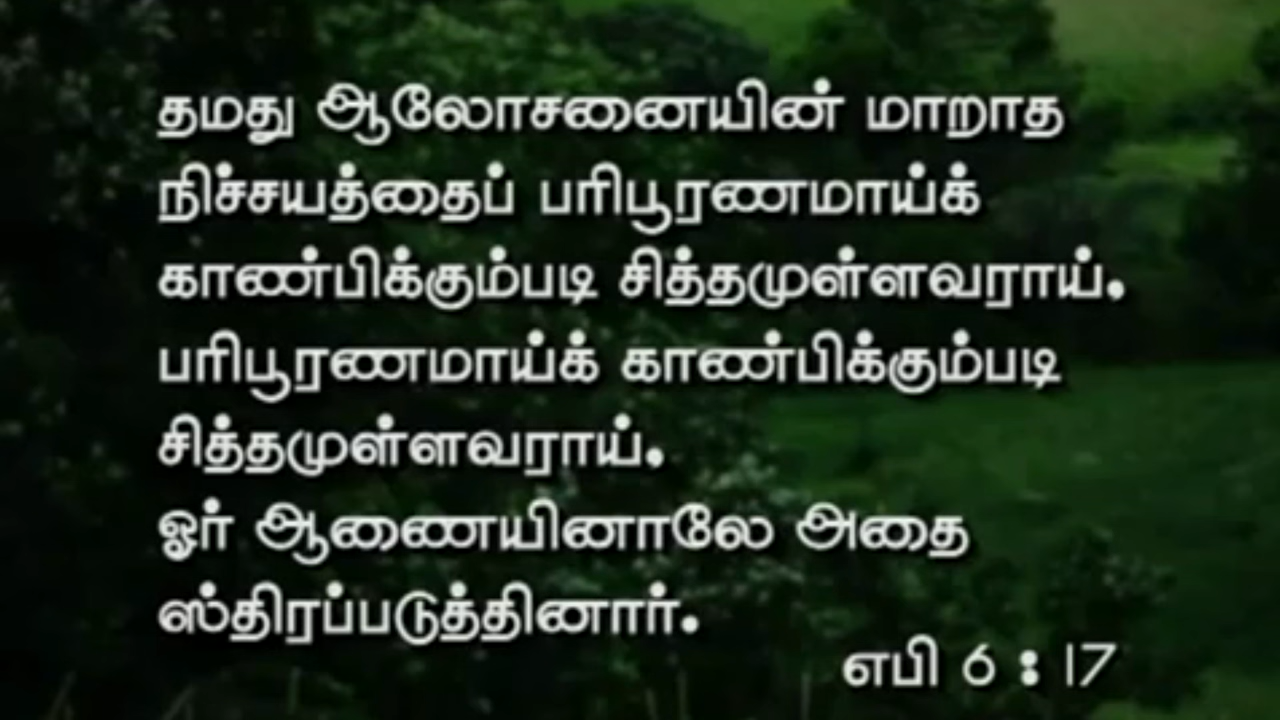 தமது ஆலோசனையின் மாறாத
நிச்சயத்தைப் பரிபூரணமாய்க்
காண்பிக்கும்படி சித்தமுள்ளவராய்.
பரிபூரணமாய்க் காண்பிக்கும்படி
சித்தமுள்ளவராய்.
ஓர் ஆணையினாலே அதை
ஸ்திரப்படுத்தினார்.
எபி 6 : 17